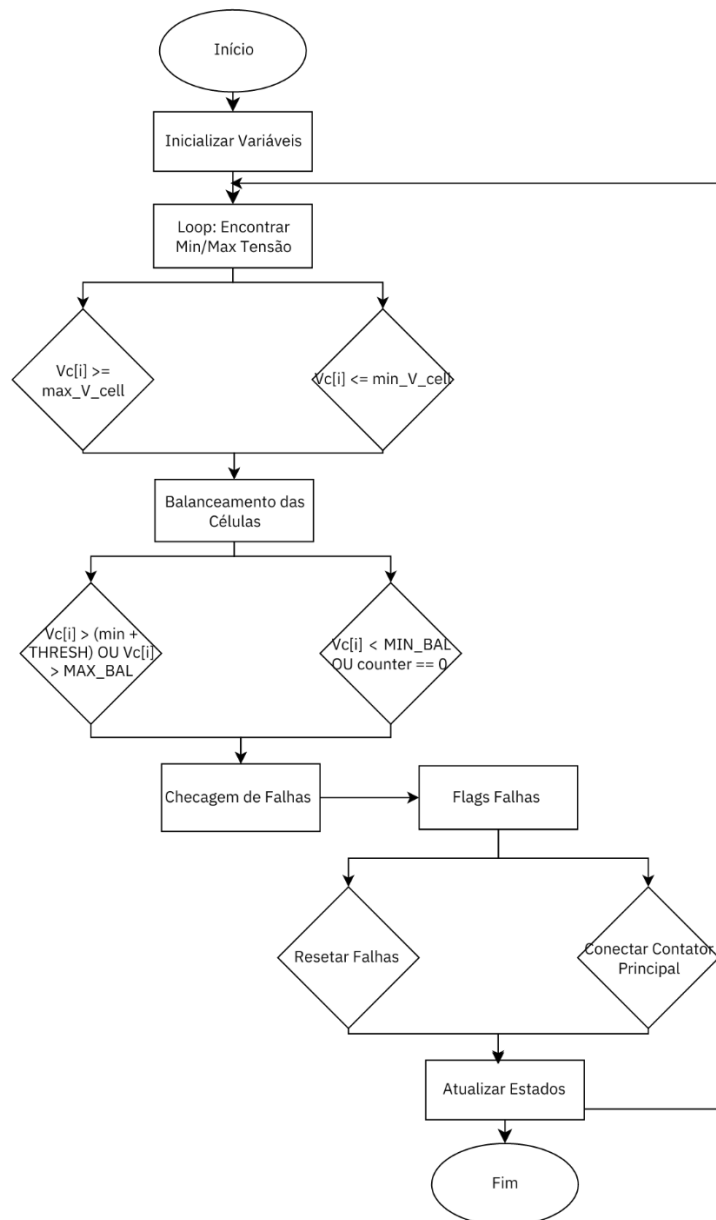 Início
Inicializar Variáveis
Loop: Encontrar
Min/Max Tensão
Vc[i] >=
max_V_cell
Vc[i] <= min_V_cell
Balanceamento das
Células
Vc[i] > (min +
THRESH) OU Vc[i]
> MAX_BAL
Vc[i] < MIN_BAL
OU counter == 0
Checagem de Falhas
Flags Falhas
Resetar Falhas
Conectar Contator
Principal
Atualizar Estados
Fim